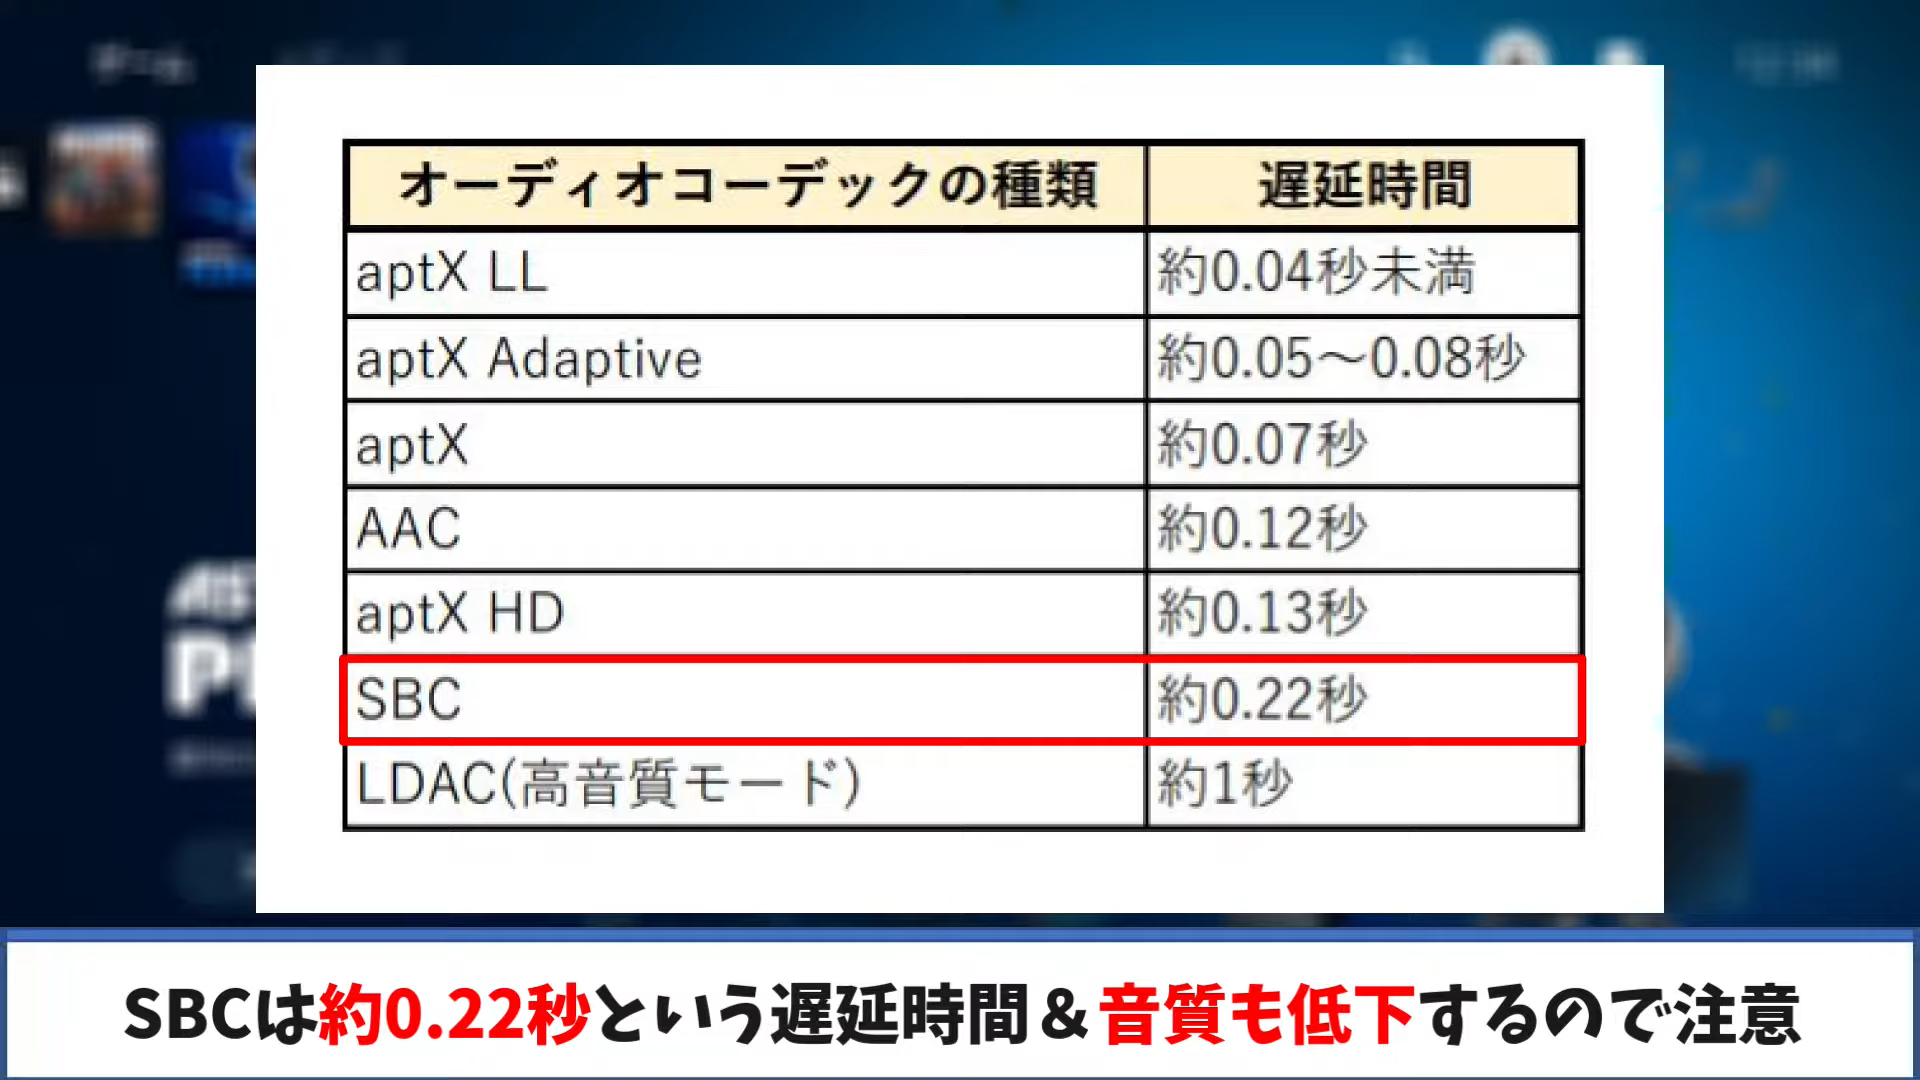 ゲーム
オーディオコーデックの種類 遅延時間
aptX LL 約0.04秒未満
aptX Adaptive 約0.05～0.08秒
aptX 約0.07秒
AAC 約0.12秒
aptX HD 約0.13秒
SBC 約0.22秒
LDAC(高音質モード) 約1秒
SBCは約0.22秒という遅延時間＆音質も低下するので注意